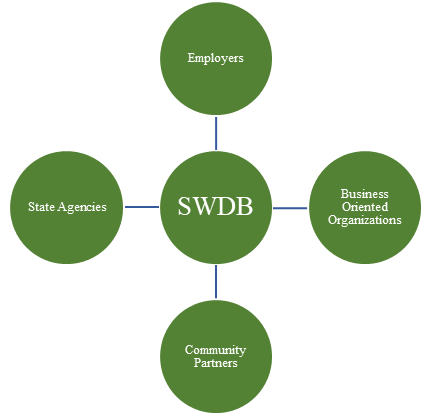 Employers
State Agencies
SWDB
Business
Oriented
Organizations
Community
Partners